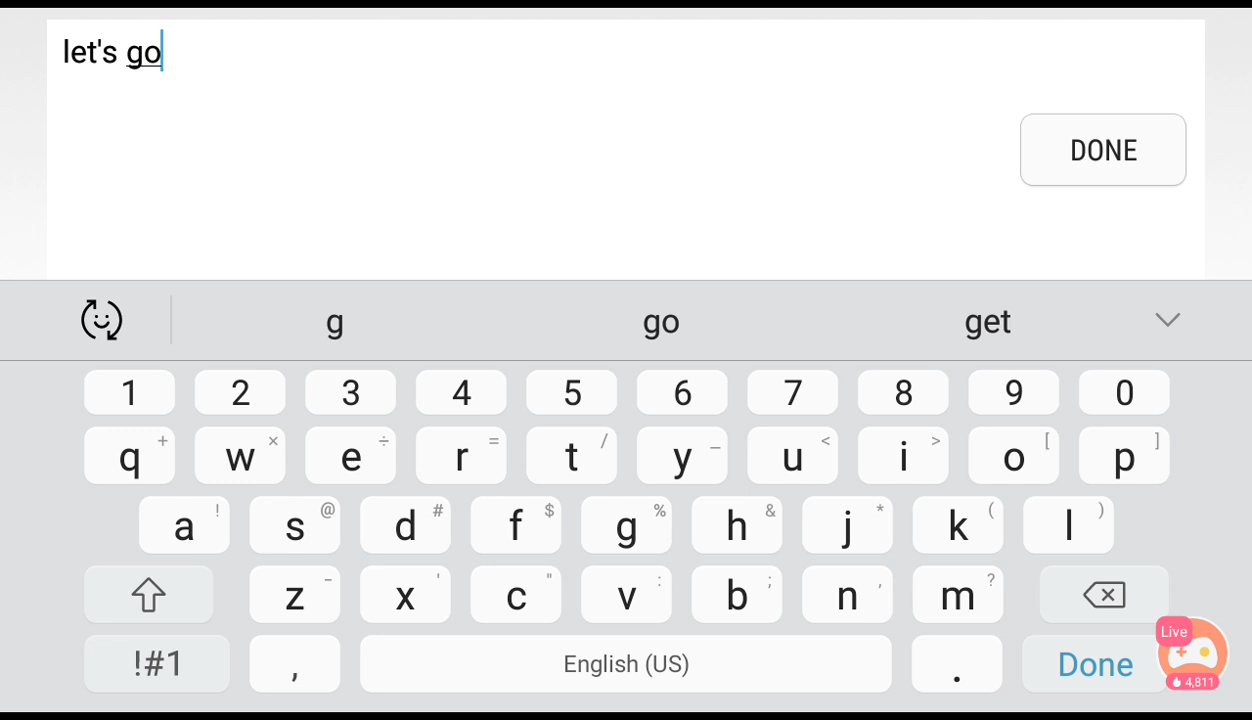 let's go
DONE
g go get
1 2 3 4 5 6 7 8 9 0
q + w × e ÷ r = t / y _ u < i > o [ p ]
a ! s @ d # f $ g % h & j * k ( l )
z - x ' c " v : b ; n , m ?
!#1 , English (US) . Done
Live
4,811